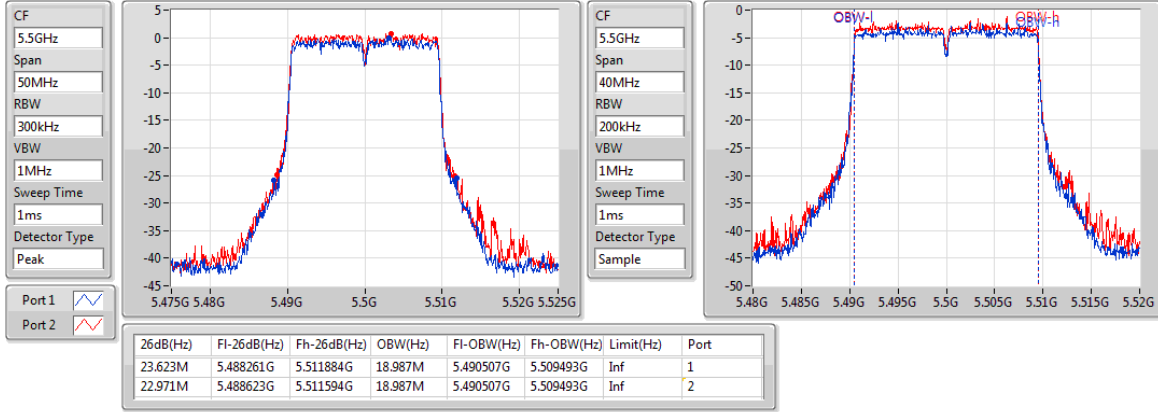 CF
5.5GHz
Span
50MHz
RBW
300kHz
VBW
1MHz
Sweep Time
1ms
Detector Type
Peak
Port 1
Port 2
5
0
-5
-10
-15
-20
-25
-30
-35
-40
-45
5.475G 5.48G 5.49G 5.5G 5.51G 5.52G 5.525G
CF
5.5GHz
Span
40MHz
RBW
200kHz
VBW
1MHz
Sweep Time
1ms
Detector Type
Sample
OBW-l OBW-h
OBW-h
0
-5
-10
-15
-20
-25
-30
-35
-40
-45
-50
5.48G 5.485G 5.49G 5.495G 5.5G 5.505G 5.51G 5.515G 5.52G
26dB(Hz) Fl-26dB(Hz) Fh-26dB(Hz) OBW(Hz) Fl-OBW(Hz) Fh-OBW(Hz) Limit(Hz) Port
23.623M 5.488261G 5.511884G 18.987M 5.490507G 5.509493G Inf 1
22.971M 5.488623G 5.511594G 18.987M 5.490507G 5.509493G Inf 2